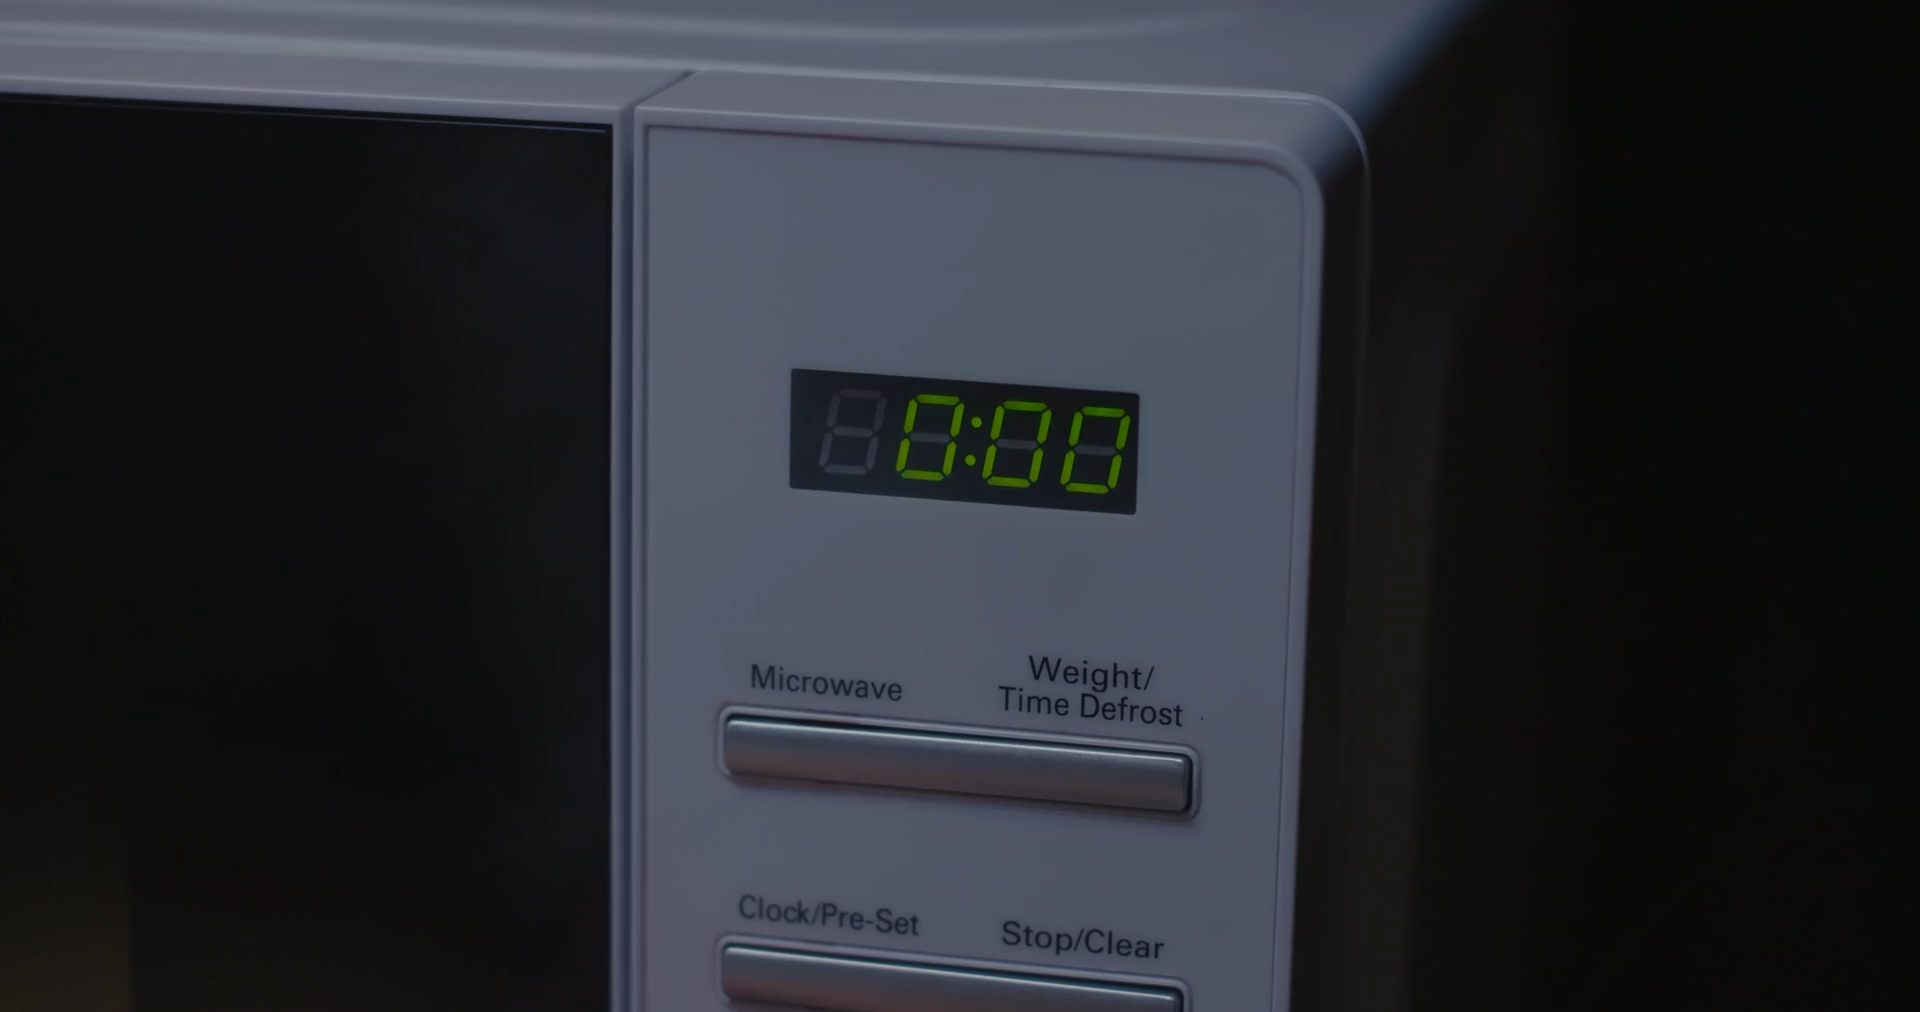 0:00
Microwave
Weight/
Time Defrost
Clock/Pre-Set
Stop/Clear